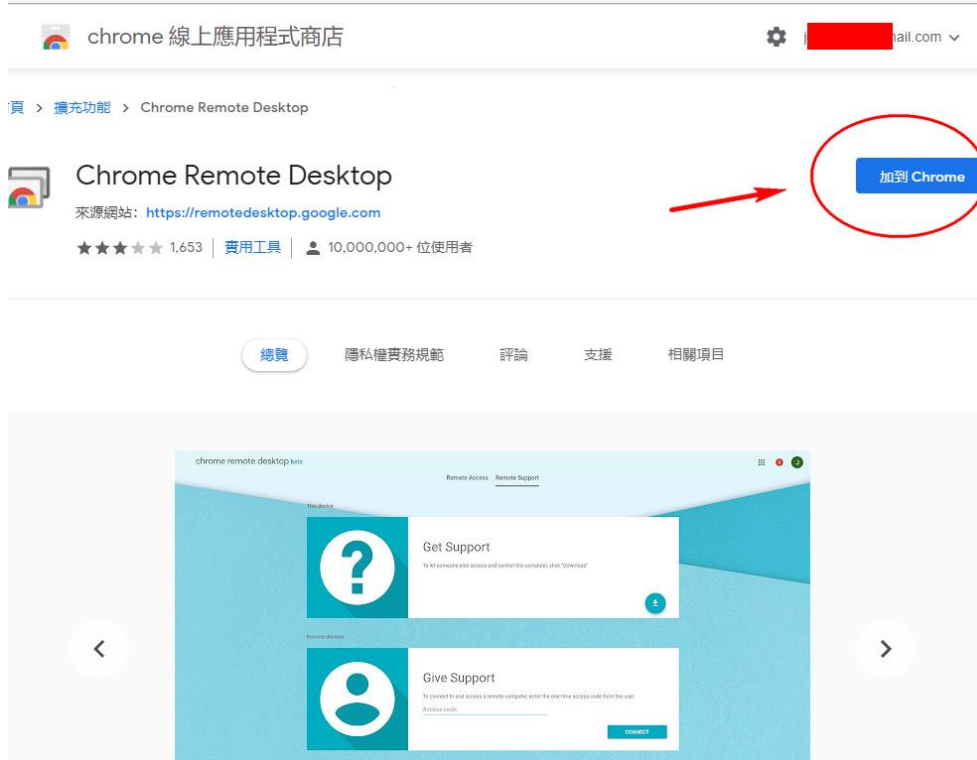 chrome 線上應用程式商店
j
ail.com
頁 > 擴充功能 > Chrome Remote Desktop
Chrome Remote Desktop
加到 Chrome
來源網站: https://remotedesktop.google.com
1,653 | 實用工具 | 10,000,000+ 位使用者
總覽 隱私權實務規範 評論 支援 相關項目
chrome remote desktop beta
Remote Access Remote Support
This device
Get Support
To let someone else access and control this computer, click "Download"
Remote desktop
Give Support
To connect to and access a remote computer, enter the one time access code from the user.
Access code
CONNECT